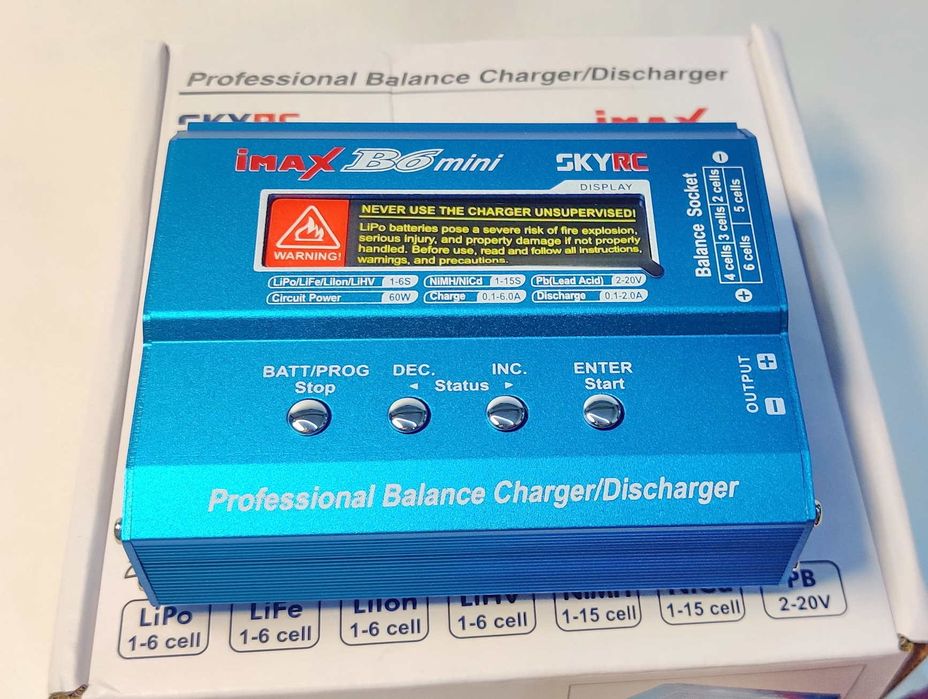 Professional Balance Charger/Discharger
SKYRC
iMAX
iMAX B6 mini
SKYRC
DISPLAY
WARNING!
NEVER USE THE CHARGER UNSUPERVISED!
LiPo batteries pose a severe risk of fire explosion,
serious injury, and property damage if not properly
handled. Before use, read and follow all instructions,
warnings, and precautions.
LiPo/LiFe/LiIon/LiHV 1-6S
NiMH/NiCd 1-15S
Pb(Lead Acid) 2-20V
Circuit Power 60W
Charge 0.1-6.0A
Discharge 0.1-2.0A
Balance Socket
2 cells
3 cells
4 cells
5 cells
6 cells
BATT/PROG
Stop
DEC.
INC.
◄ Status ►
ENTER
Start
OUTPUT
+
-
Professional Balance Charger/Discharger
LiPo
1-6 cell
LiFe
1-6 cell
LiIon
1-6 cell
LiHV
1-6 cell
NiMH
1-15 cell
NiCd
1-15 cell
PB
2-20V